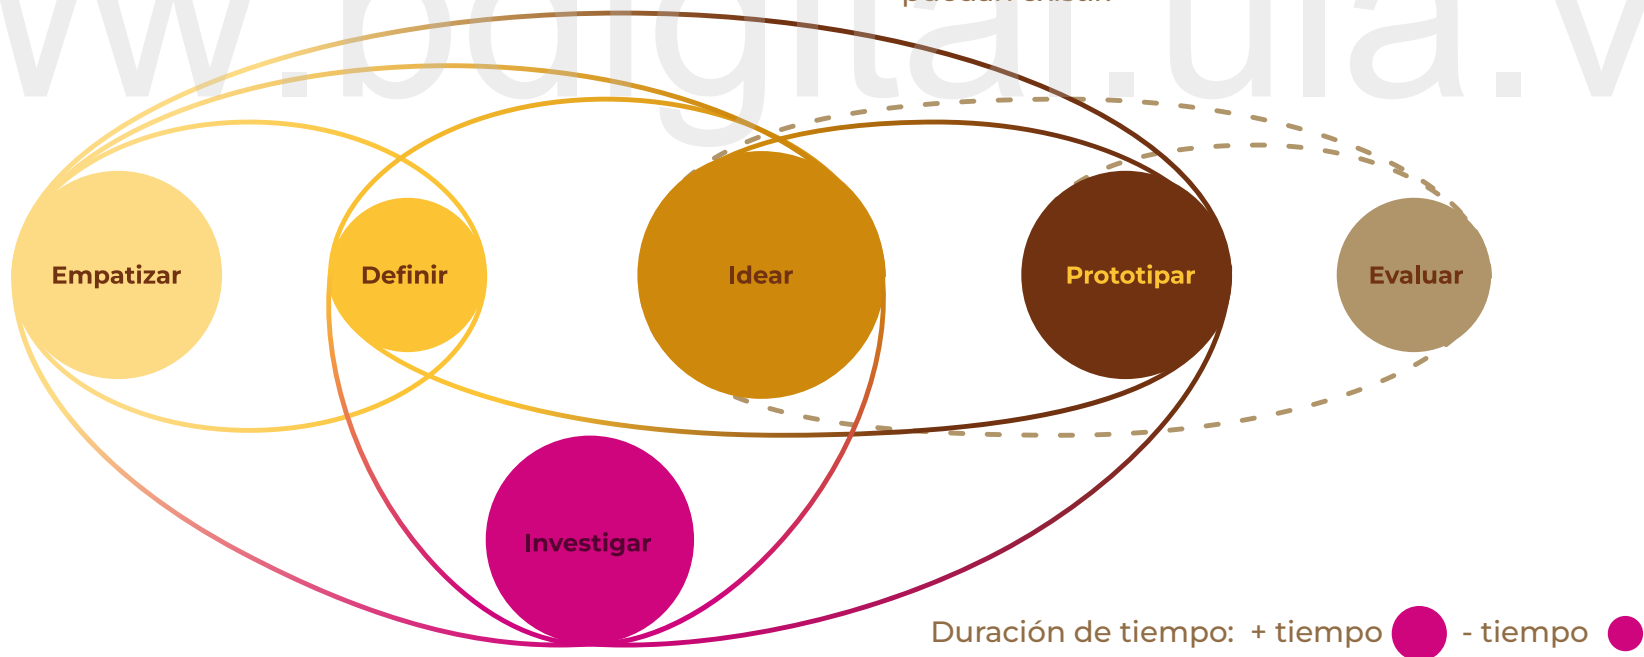 Empatizar
Definir
Idear
Prototipar
Evaluar
Investigar
Duración de tiempo: + tiempo - tiempo